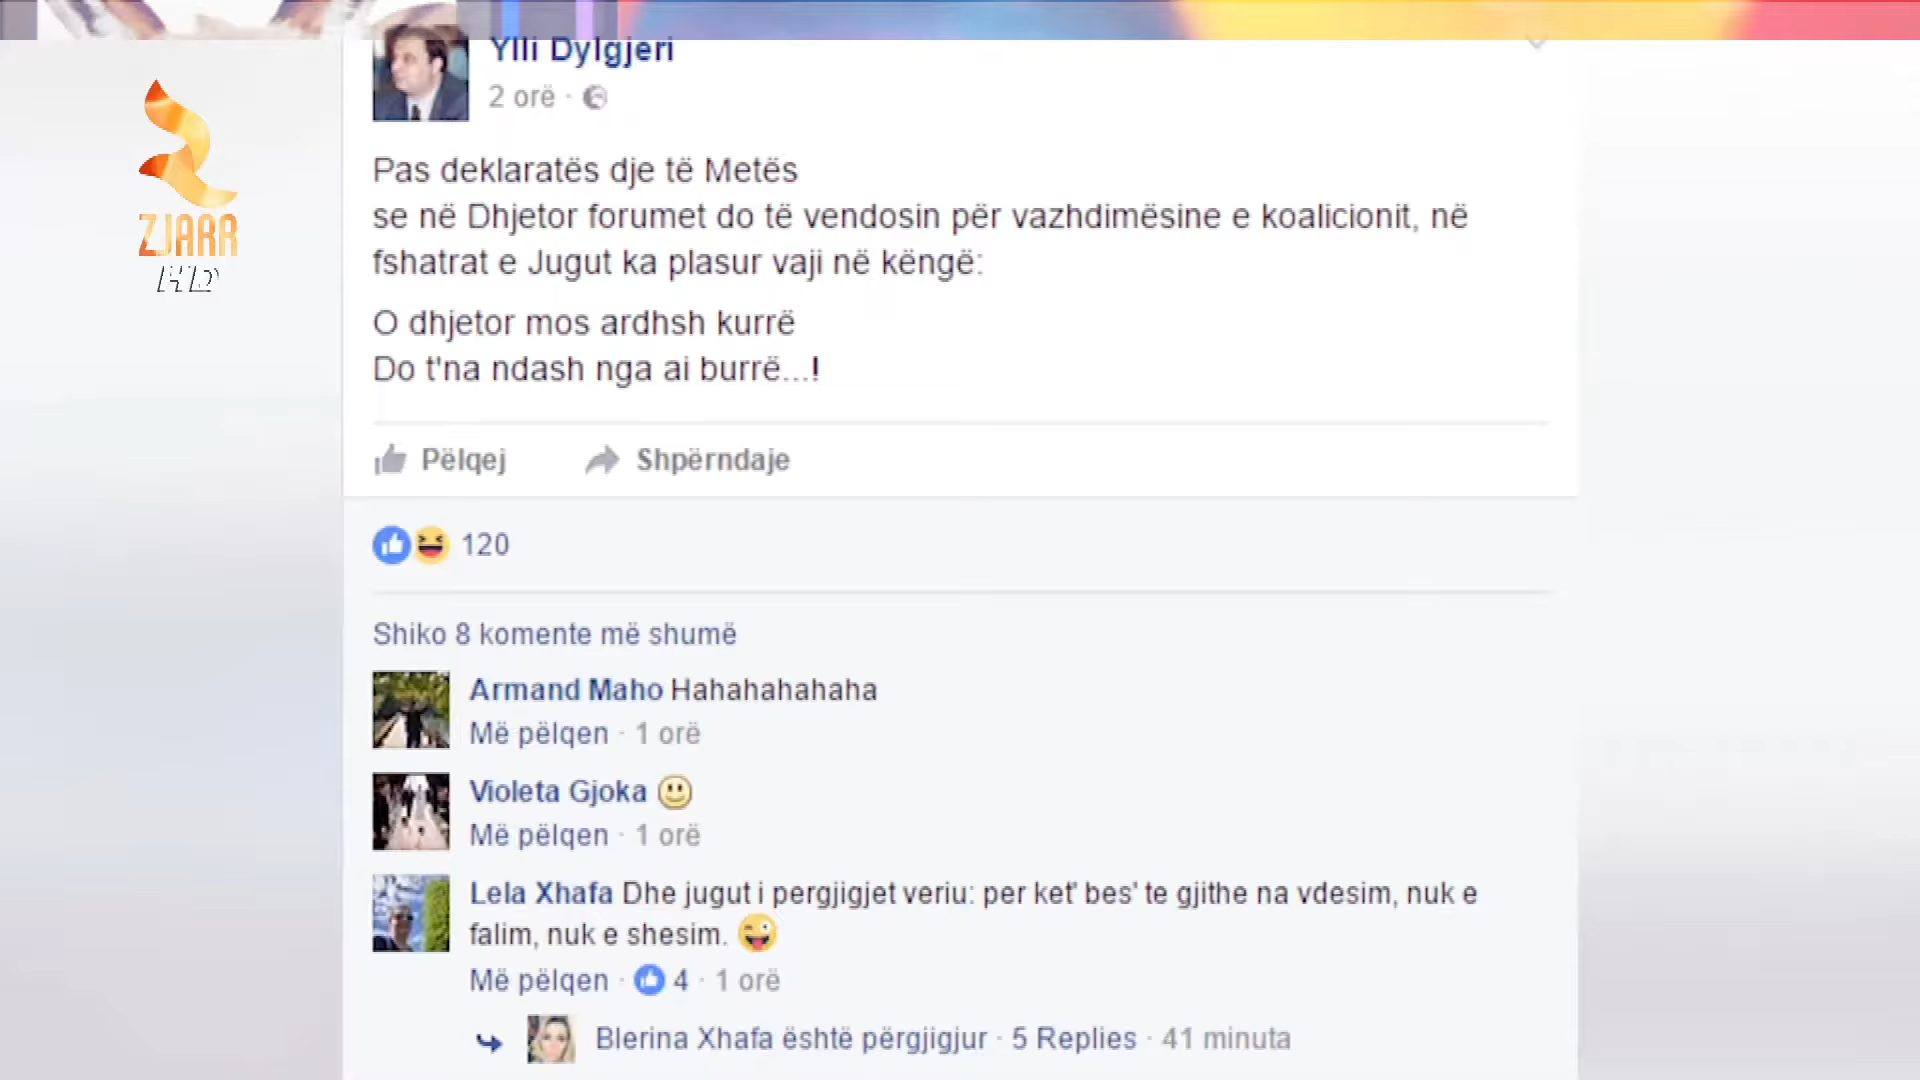 Ylli Dylgjeri
2 orë ·
ZJARR
HD
Pas deklaratës dje të Metës
se në Dhjetor forumet do të vendosin për vazhdimësine e koalicionit, në
fshatrat e Jugut ka plasur vaji në këngë:
O dhjetor mos ardhsh kurrë
Do t'na ndash nga ai burrë...!
Pëlqej Shpërndaje
120
Shiko 8 komente më shumë
Armand Maho Hahahahahaha
Më pëlqen · 1 orë
Violeta Gjoka
Më pëlqen · 1 orë
Lela Xhafa Dhe jugut i pergjigjet veriu: per ket' bes' te gjithe na vdesim, nuk e
falim, nuk e shesim.
Më pëlqen · 4 · 1 orë
Blerina Xhafa është përgjigjur · 5 Replies · 41 minuta